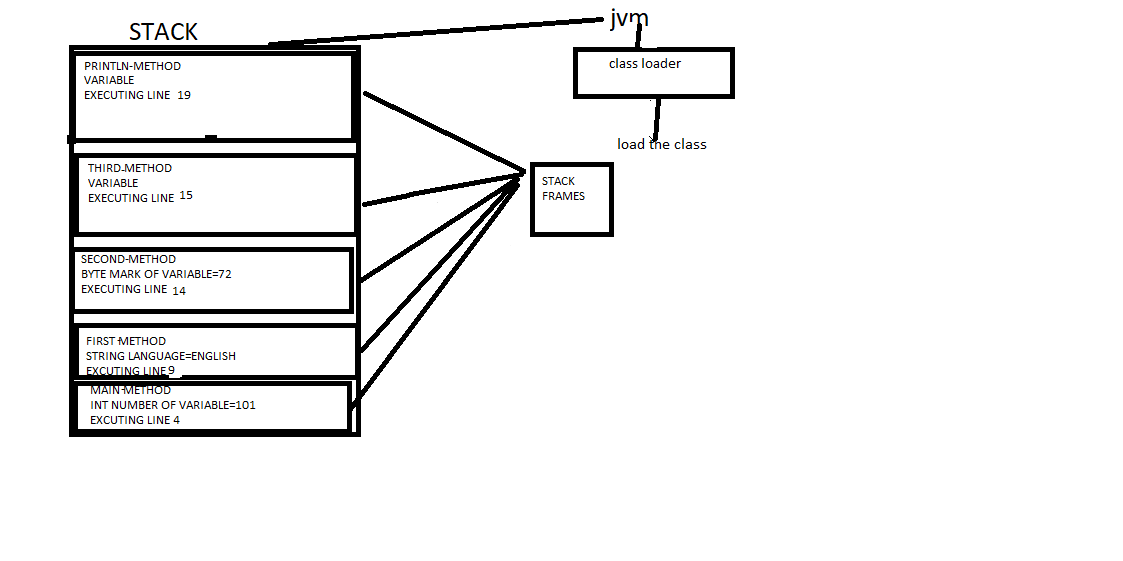 STACK
jvm
PRINTLN-METHOD
VARIABLE
EXECUTING LINE 19
class loader
load the class
THIRD-METHOD
VARIABLE
EXECUTING LINE 15
STACK
FRAMES
SECOND-METHOD
BYTE MARK OF VARIABLE=72
EXECUTING LINE 14
FIRST-METHOD
STRING LANGUAGE=ENGLISH
EXCUTING LINE 9
MAIN-METHOD
INT NUMBER OF VARIABLE=101
EXCUTING LINE 4